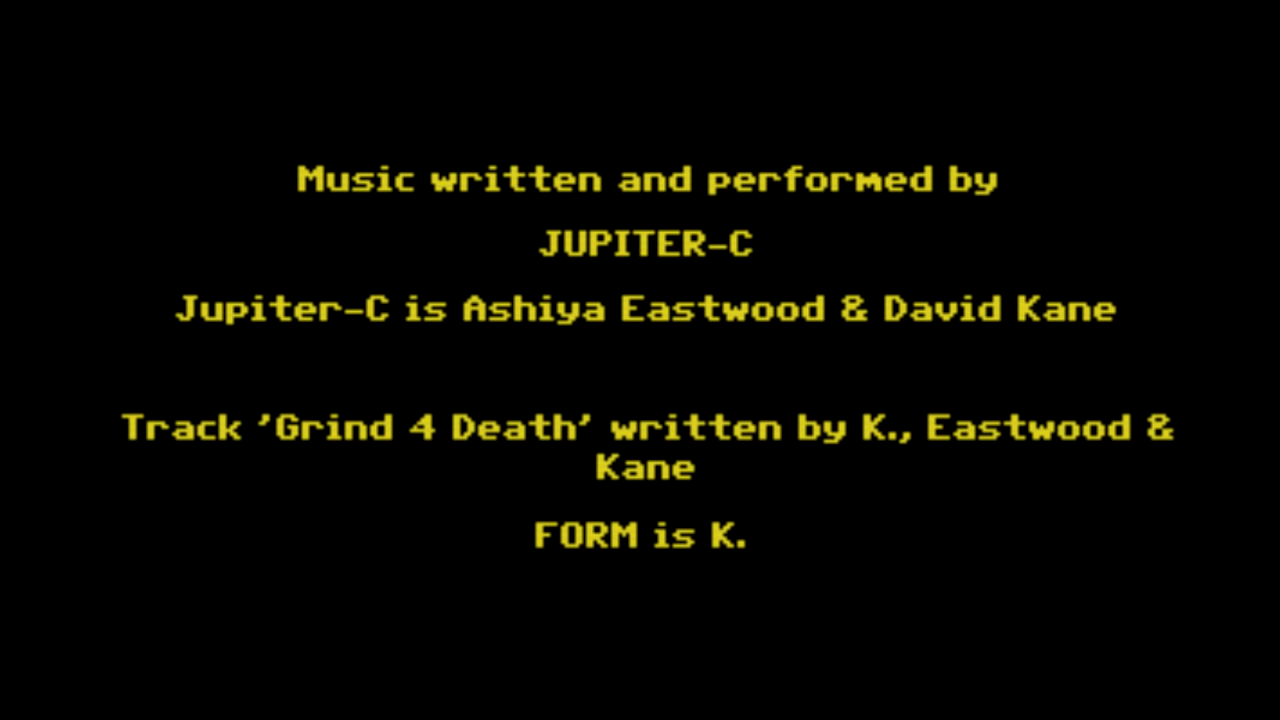 Music written and performed by
JUPITER-C
Jupiter-C is Ashiya Eastwood & David Kane
Track 'Grind 4 Death' written by K., Eastwood &
Kane
FORM is K.